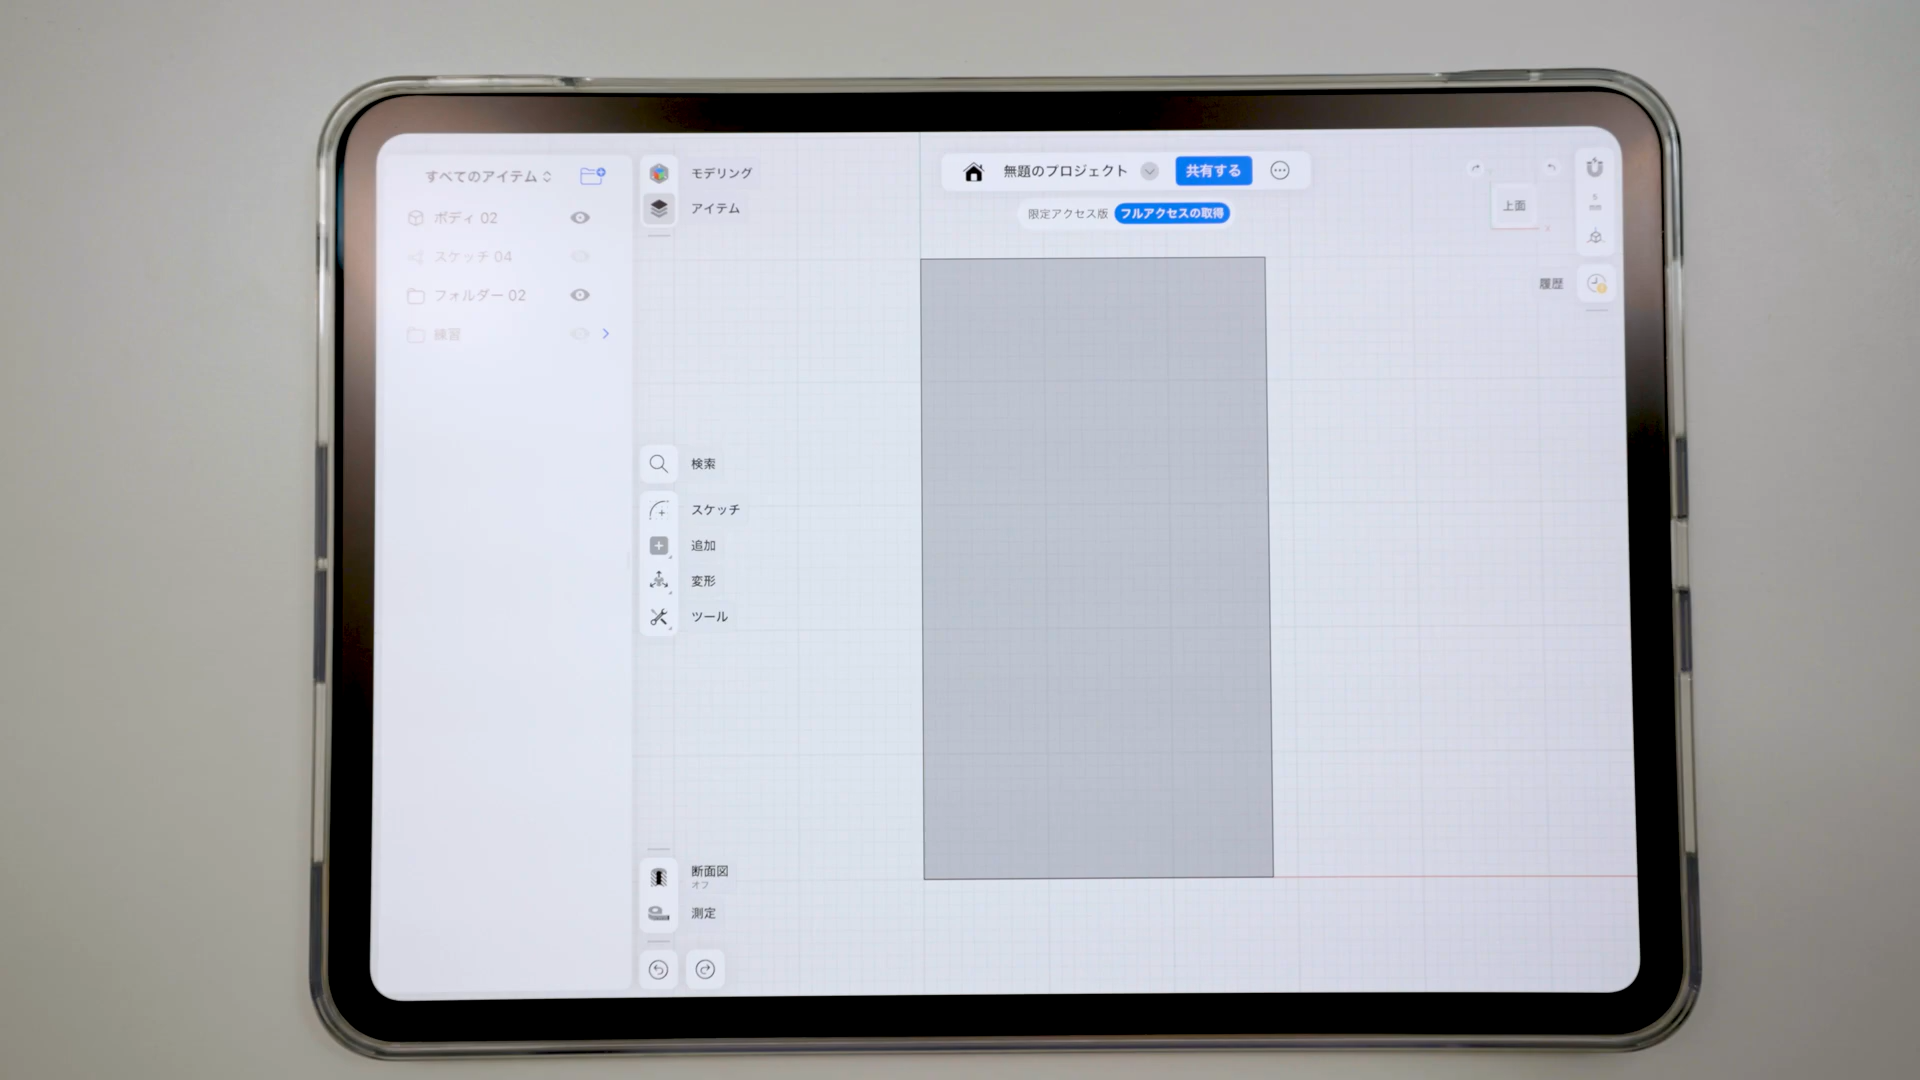 すべてのアイテム
ボディ 02
スケッチ 04
フォルダー 02
練習
モデリング
アイテム
無題のプロジェクト
共有する
限定アクセス版
フルアクセスの取得
上面
X
5
mm
履歴
検索
スケッチ
追加
変形
ツール
断面図
オフ
測定